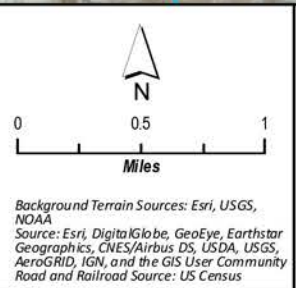 N
0 0.5 1
Miles
Background Terrain Sources: Esri, USGS,
NOAA
Source: Esri, DigitalGlobe, GeoEye, Earthstar
Geographics, CNES/Airbus DS, USDA, USGS,
AeroGRID, IGN, and the GIS User Community
Road and Railroad Source: US Census